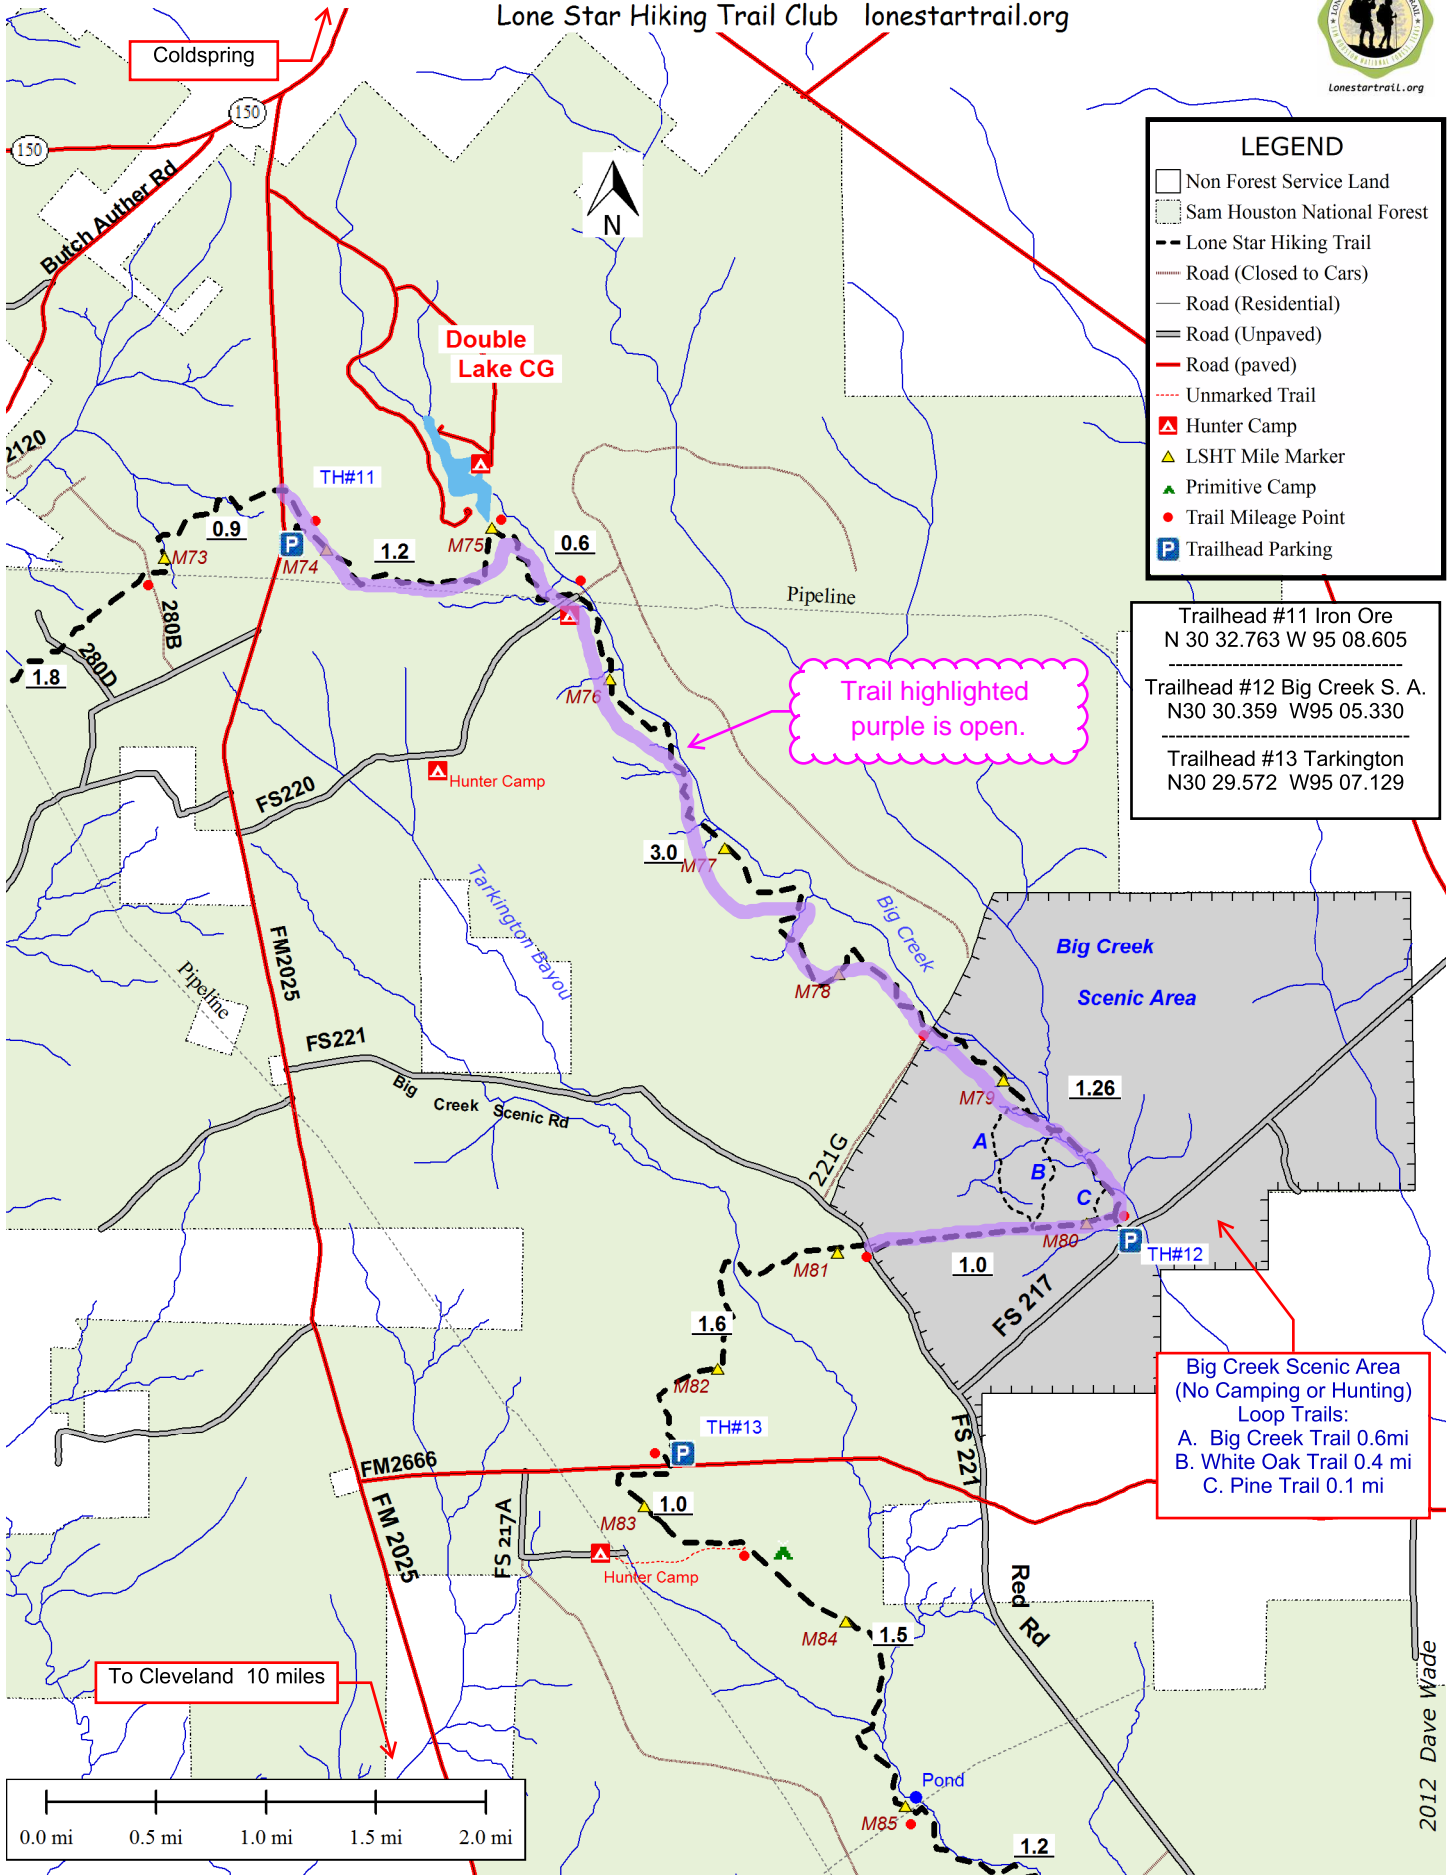 Lone Star Hiking Trail Club lonestartrail.org
lonestartrail.org
Coldspring
150
150
Butch Auther Rd
N
LEGEND
Non Forest Service Land
Sam Houston National Forest
Lone Star Hiking Trail
Road (Closed to Cars)
Road (Residential)
Road (Unpaved)
Road (paved)
Unmarked Trail
Hunter Camp
LSHT Mile Marker
Primitive Camp
Trail Mileage Point
P Trailhead Parking
Double
Lake CG
2120
TH#11
0.9
M73
P
M74
1.2
M75
0.6
Pipeline
280B
280D
1.8
Trailhead #11 Iron Ore
N 30 32.763 W 95 08.605
---------------------------------
Trailhead #12 Big Creek S. A.
N30 30.359 W95 05.330
-----------------------------------
Trailhead #13 Tarkington
N30 29.572 W95 07.129
M76
Trail highlighted
purple is open.
Hunter Camp
FS220
3.0
M77
Tarkington Bayou
Big Creek
FM2025
Pipeline
M78
Big Creek
Scenic Area
FS221
Big Creek Scenic Rd
M79
1.26
A
B
C
221G
M80
P
TH#12
M81
1.0
FS 217
1.6
M82
Big Creek Scenic Area
(No Camping or Hunting)
Loop Trails:
A. Big Creek Trail 0.6mi
B. White Oak Trail 0.4 mi
C. Pine Trail 0.1 mi
TH#13
P
FM2666
FS 221
FM 2025
FS 217A
M83
1.0
Hunter Camp
Red Rd
M84
1.5
To Cleveland 10 miles
Pond
M85
1.2
2012 Dave Wade
0.0 mi 0.5 mi 1.0 mi 1.5 mi 2.0 mi